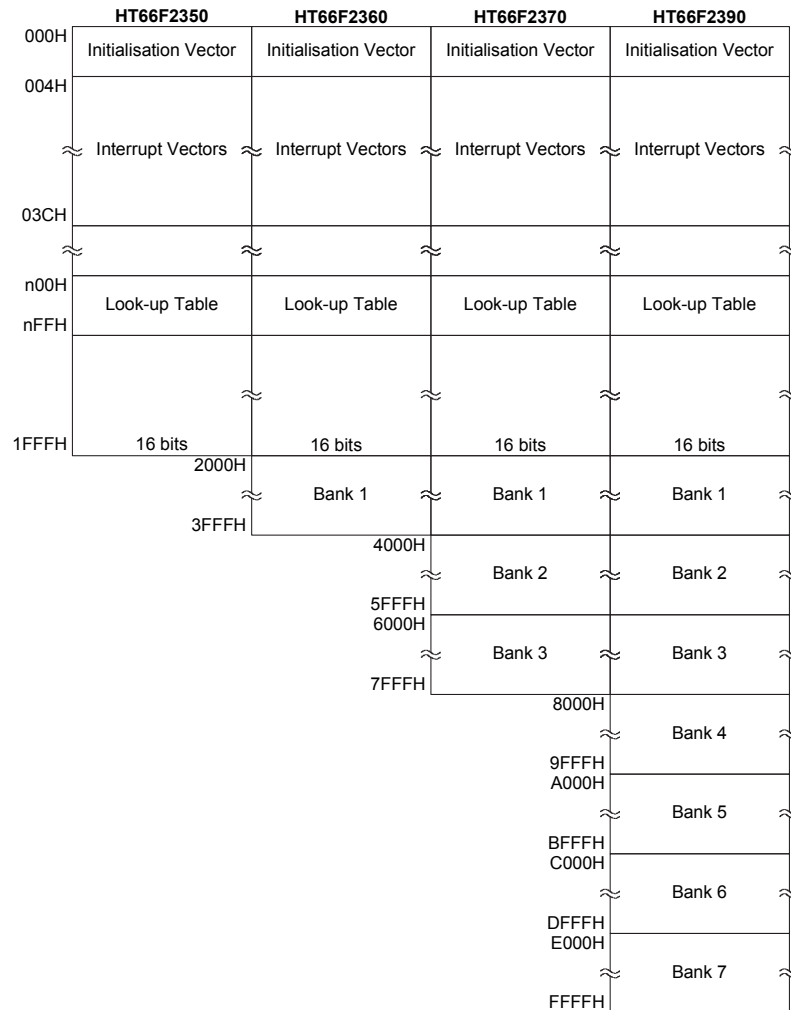 HT66F2350 HT66F2360 HT66F2370 HT66F2390
000H
Initialisation Vector Initialisation Vector Initialisation Vector Initialisation Vector
004H
Interrupt Vectors Interrupt Vectors Interrupt Vectors Interrupt Vectors
03CH
n00H
Look-up Table Look-up Table Look-up Table Look-up Table
nFFH
1FFFH 16 bits 16 bits 16 bits 16 bits
2000H
Bank 1 Bank 1 Bank 1
3FFFH
4000H
Bank 2 Bank 2
5FFFH
6000H
Bank 3 Bank 3
7FFFH
8000H
Bank 4
9FFFH
A000H
Bank 5
BFFFH
C000H
Bank 6
DFFFH
E000H
Bank 7
FFFFH